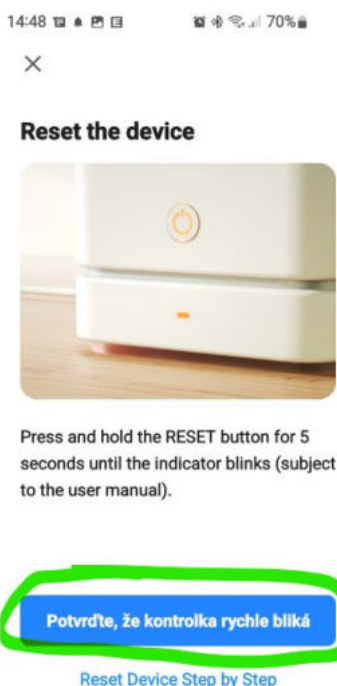 14:48 70%
Reset the device
Press and hold the RESET button for 5
seconds until the indicator blinks (subject
to the user manual).
Potvrďte, že kontrolka rychle bliká
Reset Device Step by Step